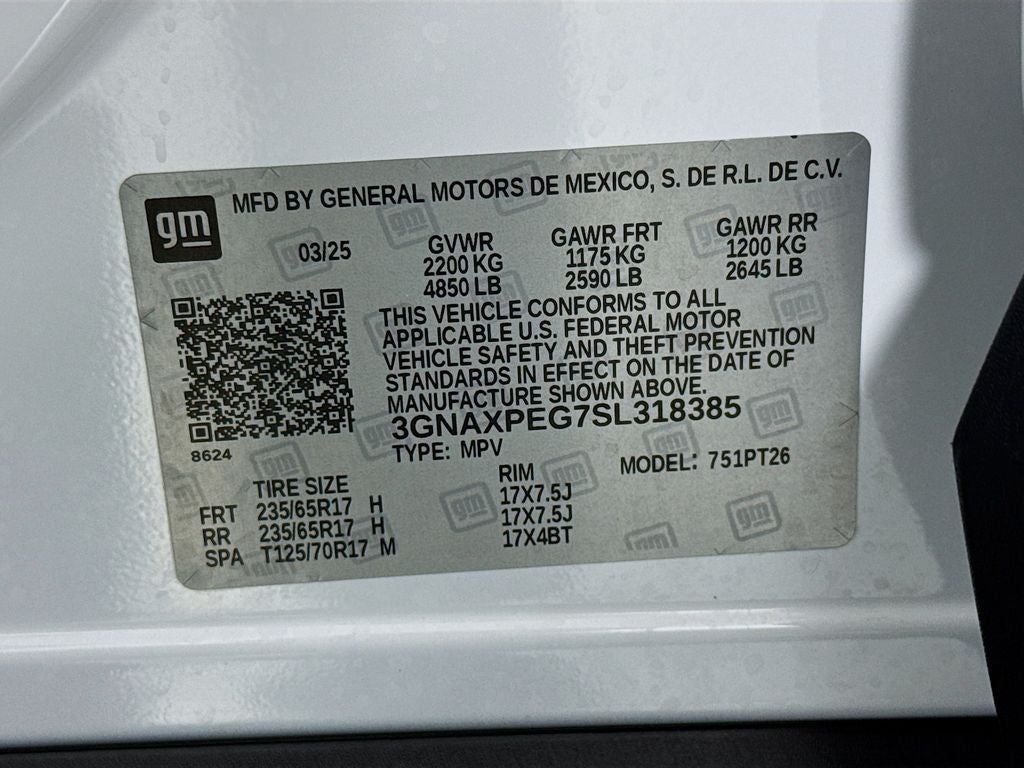 MFD BY GENERAL MOTORS DE MEXICO, S. DE R.L. DE C.V.
gm
03/25
GVWR GAWR FRT GAWR RR
2200 KG 1175 KG 1200 KG
4850 LB 2590 LB 2645 LB
THIS VEHICLE CONFORMS TO ALL
APPLICABLE U.S. FEDERAL MOTOR
VEHICLE SAFETY AND THEFT PREVENTION
STANDARDS IN EFFECT ON THE DATE OF
MANUFACTURE SHOWN ABOVE.
3GNAXPEG7SL318385
8624
TYPE: MPV MODEL: 751PT26
TIRE SIZE RIM
FRT 235/65R17 H 17X7.5J
RR 235/65R17 H 17X7.5J
SPA T125/70R17 M 17X4BT